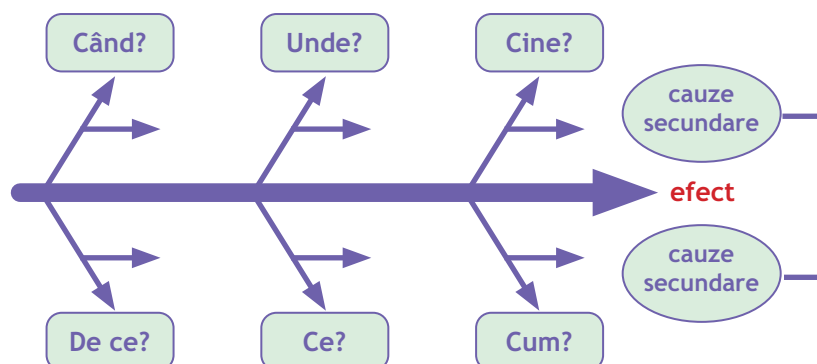 Când?
Unde?
Cine?
cauze
secundare
efect
cauze
secundare
De ce?
Ce?
Cum?